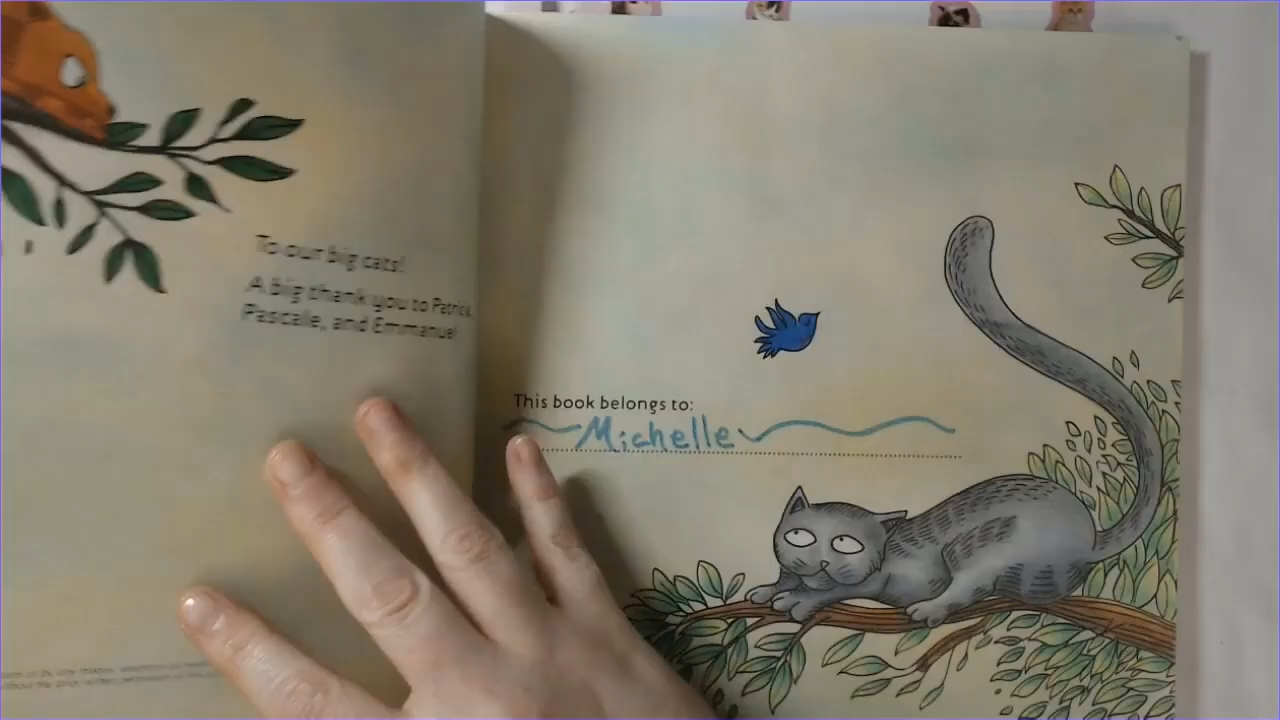 To our big cats!
A big thank you to Patrick,
Pascale, and Emmanuel
This book belongs to:
Michelle